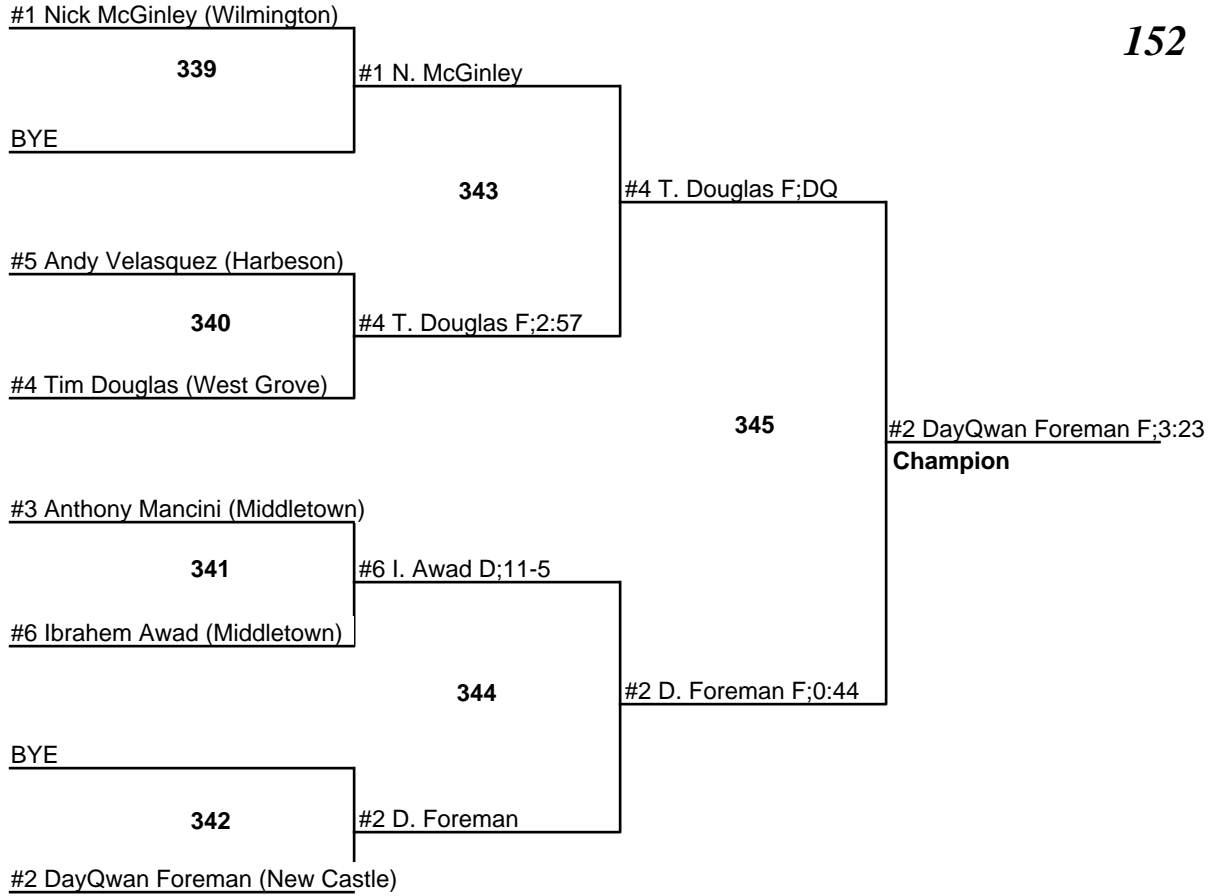 #1 Nick McGinley (Wilmington)
152
339
#1 N. McGinley
BYE
343
#4 T. Douglas F;DQ
#5 Andy Velasquez (Harbeson)
340
#4 T. Douglas F;2:57
#4 Tim Douglas (West Grove)
345
#2 DayQwan Foreman F;3:23
Champion
#3 Anthony Mancini (Middletown)
341
#6 I. Awad D;11-5
#6 Ibrahem Awad (Middletown)
344
#2 D. Foreman F;0:44
BYE
342
#2 D. Foreman
#2 DayQwan Foreman (New Castle)